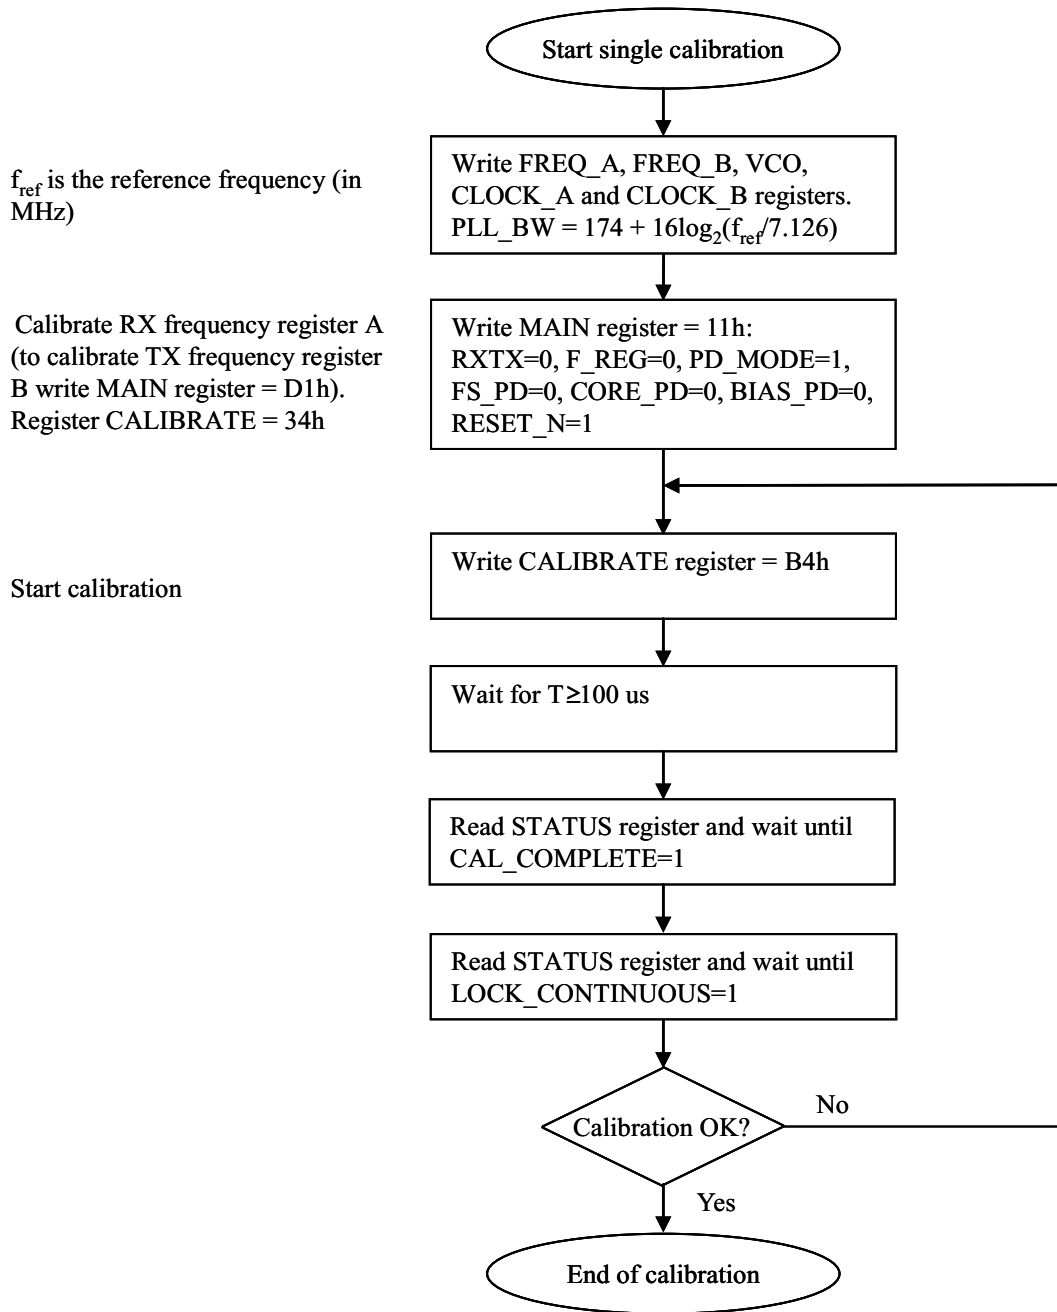 Start single calibration
f_ref is the reference frequency (in
MHz)
Write FREQ_A, FREQ_B, VCO,
CLOCK_A and CLOCK_B registers.
PLL_BW = 174 + 16log₂(f_ref/7.126)
Calibrate RX frequency register A
(to calibrate TX frequency register
B write MAIN register = D1h).
Register CALIBRATE = 34h
Write MAIN register = 11h:
RXTX=0, F_REG=0, PD_MODE=1,
FS_PD=0, CORE_PD=0, BIAS_PD=0,
RESET_N=1
Start calibration
Write CALIBRATE register = B4h
Wait for T≥100 us
Read STATUS register and wait until
CAL_COMPLETE=1
Read STATUS register and wait until
LOCK_CONTINUOUS=1
Calibration OK?
No
Yes
End of calibration